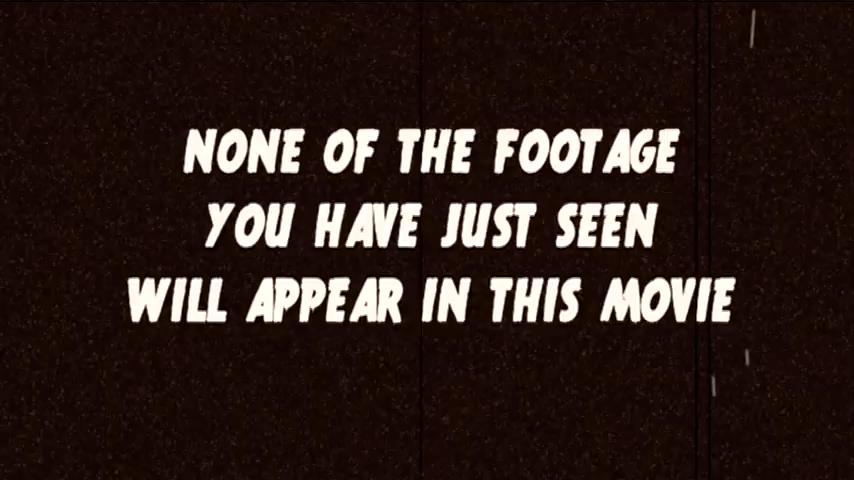 NONE OF THE FOOTAGE
YOU HAVE JUST SEEN
WILL APPEAR IN THIS MOVIE